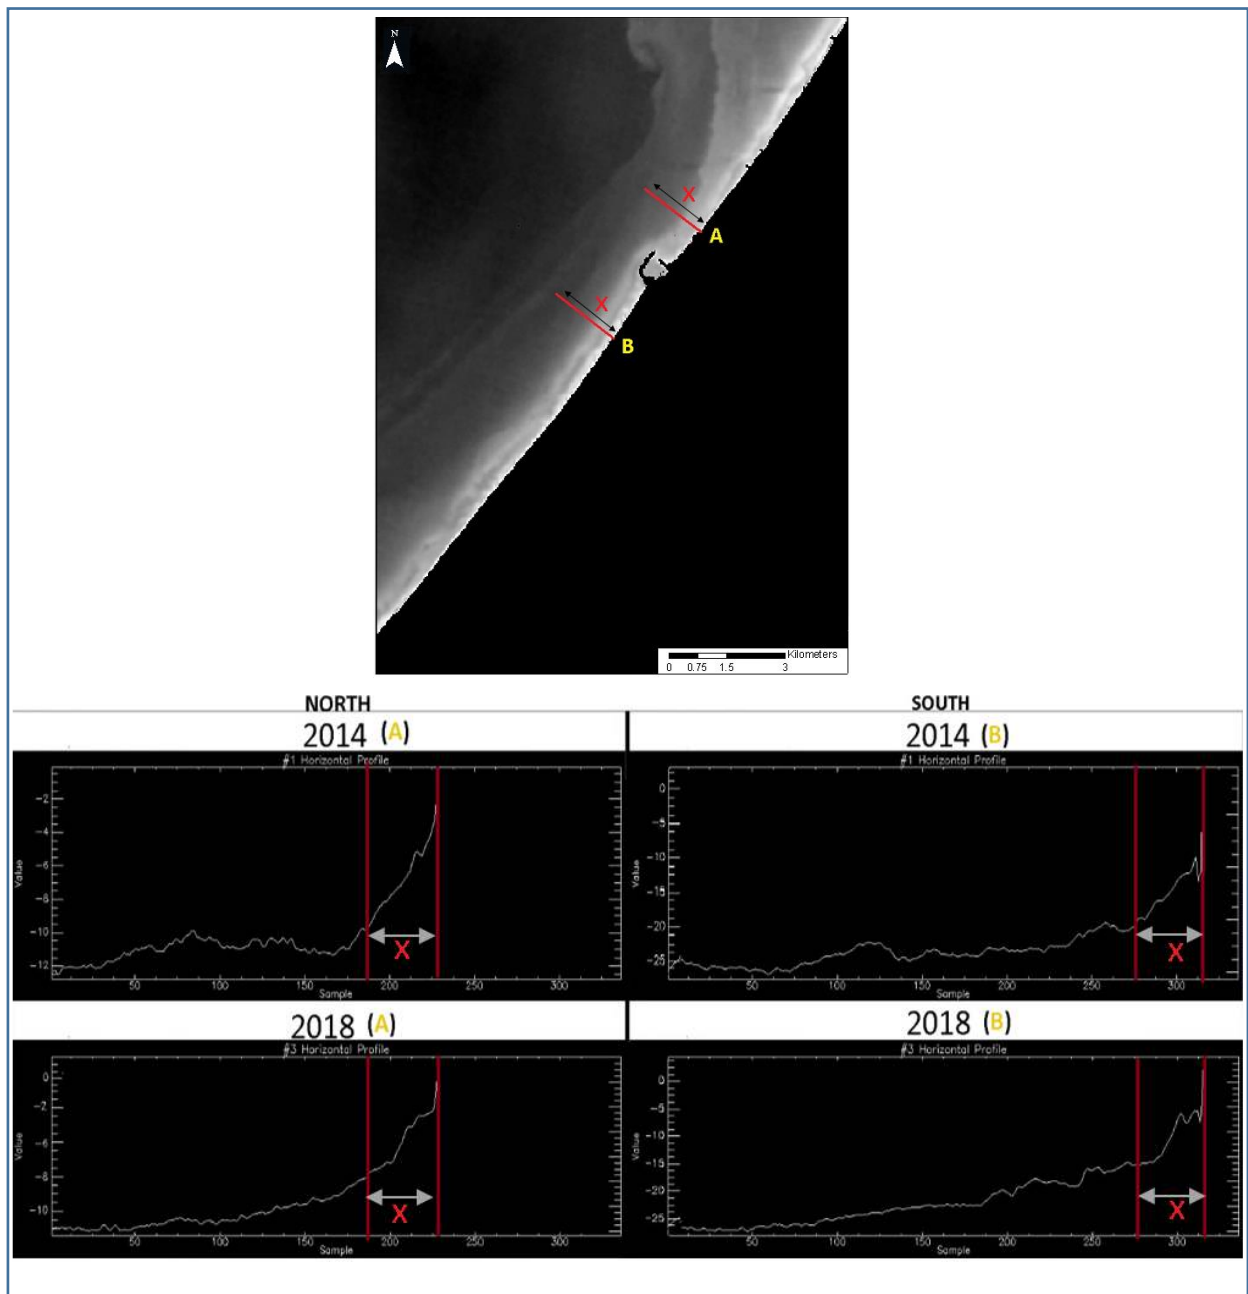 N
X
A
X
B
Kilometers
0 0.75 1.5 3
NORTH SOUTH
2014 (A) 2014 (B)
#1 Horizontal Profile #1 Horizontal Profile
-2
-4
-6
-8
-10
-12
Value
X
50 100 150 200 250 300
Sample
0
-5
-10
-15
-20
-25
Value
X
50 100 150 200 250 300
Sample
2018 (A) 2018 (B)
#3 Horizontal Profile #3 Horizontal Profile
0
-2
-6
-8
-10
Value
X
50 100 150 200 250 300
Sample
0
-5
-10
-15
-20
-25
Value
X
50 100 150 200 250 300
Sample